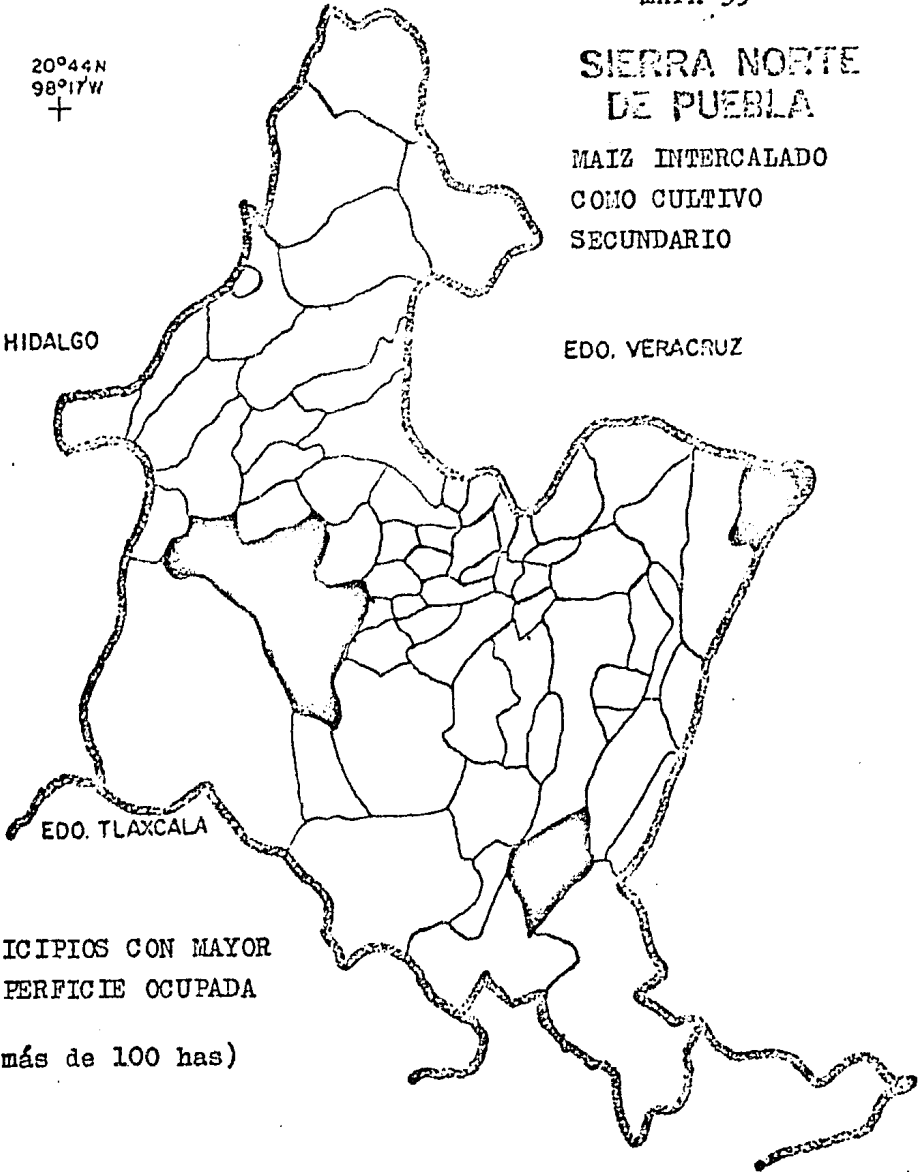 20°44N
98°17'W
SIERRA NORTE
DE PUEBLA
MAIZ INTERCALADO
COMO CULTIVO
SECUNDARIO
HIDALGO
EDO. VERACRUZ
EDO. TLAXCALA
ICIPIOS CON MAYOR
PERFICIE OCUPADA
más de 100 has)